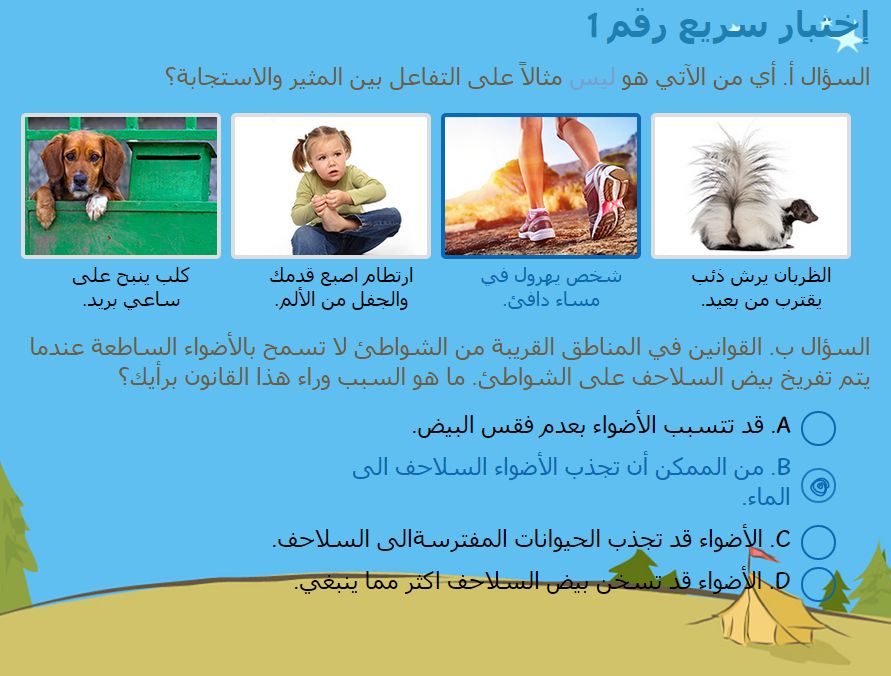 إختبار سريع رقم 1
السؤال أ. أي من الآتي هو ليس مثالاً على التفاعل بين المثير والاستجابة؟
الظربان يرش ذئب
يقترب من بعيد.
شخص يهرول في
مساء دافئ.
ارتطام اصبع قدمك
والجفل من الألم.
كلب ينبح على
ساعي بريد.
السؤال ب. القوانين في المناطق القريبة من الشواطئ لا تسمح بالأضواء الساطعة عندما
يتم تفريخ بيض السلاحف على الشواطئ. ما هو السبب وراء هذا القانون برأيك؟
A. قد تتسبب الأضواء بعدم فقس البيض.
B. من الممكن أن تجذب الأضواء السلاحف الى
الماء.
C. الأضواء قد تجذب الحيوانات المفترسةالى السلاحف.
D. الأضواء قد تسخن بيض السلاحف اكثر مما ينبغي.